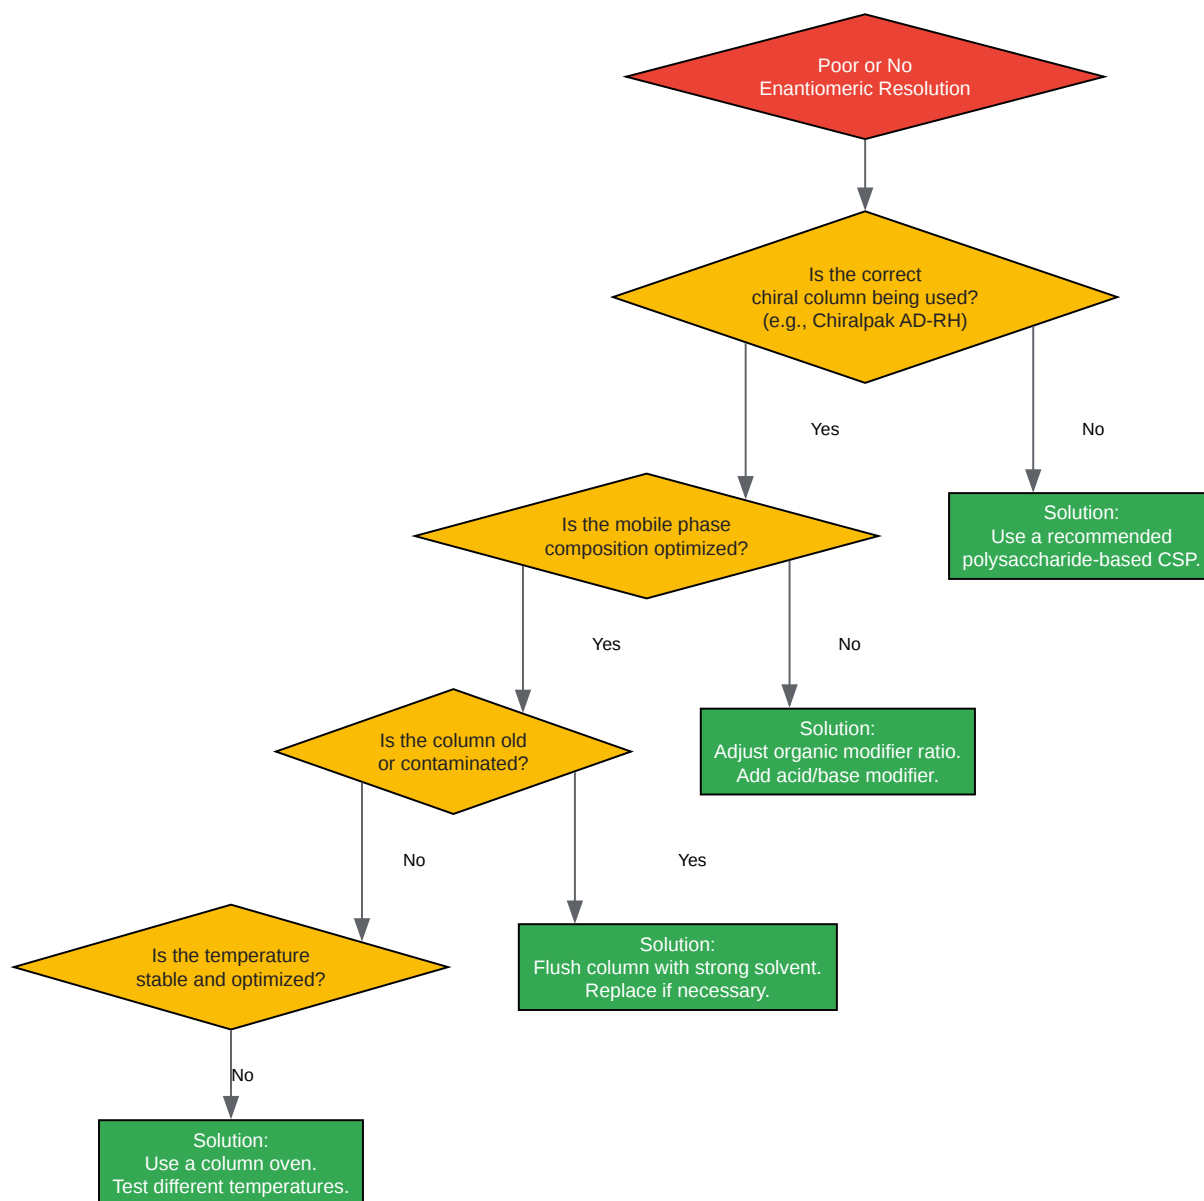 Poor or No
Enantiomeric Resolution
Is the correct
chiral column being used?
(e.g., Chiralpak AD-RH)
Yes
No
Is the mobile phase
composition optimized?
Solution:
Use a recommended
polysaccharide-based CSP.
Yes
No
Is the column old
or contaminated?
Solution:
Adjust organic modifier ratio.
Add acid/base modifier.
No
Yes
Is the temperature
stable and optimized?
Solution:
Flush column with strong solvent.
Replace if necessary.
No
Solution:
Use a column oven.
Test different temperatures.